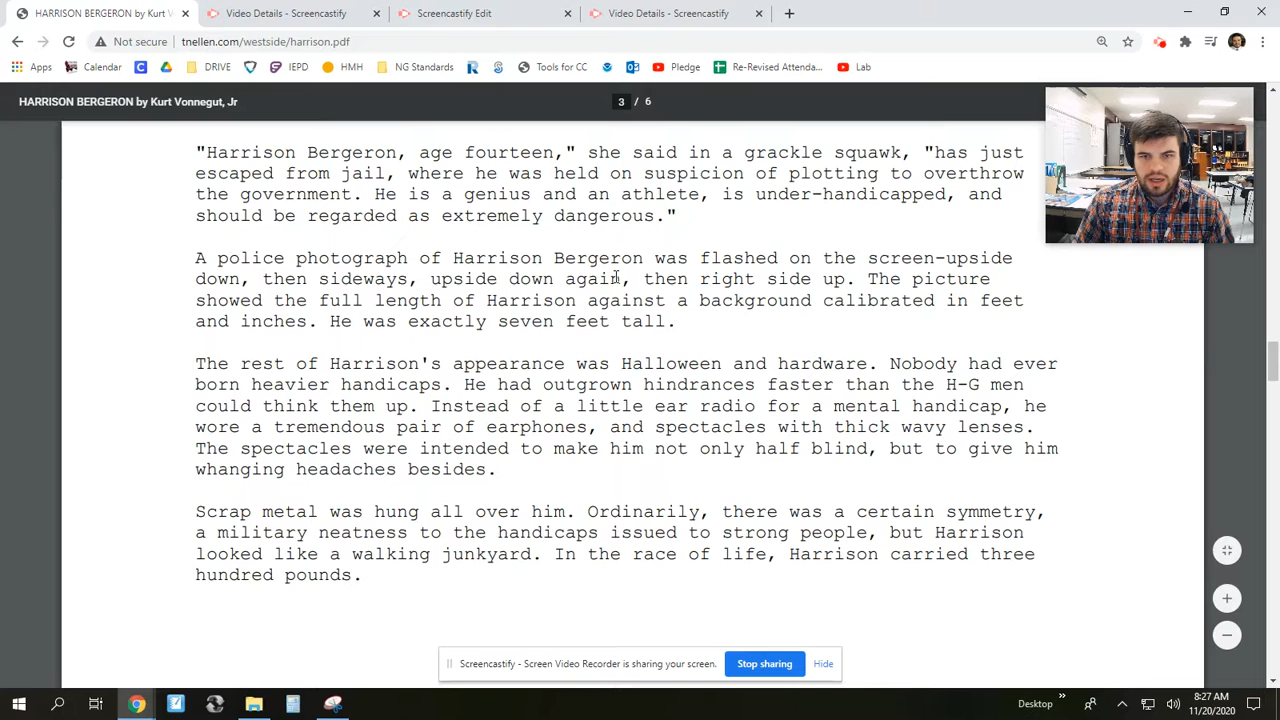 HARRISON BERGERON by Kurt V
Video Details - Screencastify
Screencastify Edit
Video Details - Screencastify
Not secure
tnellen.com/westside/harrison.pdf
Apps
Calendar
DRIVE
IEPD
HMH
NG Standards
Tools for CC
Pledge
Re-Revised Attenda...
Lab
HARRISON BERGERON by Kurt Vonnegut, Jr
3 / 6
"Harrison Bergeron, age fourteen," she said in a grackle squawk, "has just
escaped from jail, where he was held on suspicion of plotting to overthrow
the government. He is a genius and an athlete, is under-handicapped, and
should be regarded as extremely dangerous."
A police photograph of Harrison Bergeron was flashed on the screen-upside
down, then sideways, upside down again, then right side up. The picture
showed the full length of Harrison against a background calibrated in feet
and inches. He was exactly seven feet tall.
The rest of Harrison's appearance was Halloween and hardware. Nobody had ever
born heavier handicaps. He had outgrown hindrances faster than the H-G men
could think them up. Instead of a little ear radio for a mental handicap, he
wore a tremendous pair of earphones, and spectacles with thick wavy lenses.
The spectacles were intended to make him not only half blind, but to give him
whanging headaches besides.
Scrap metal was hung all over him. Ordinarily, there was a certain symmetry,
a military neatness to the handicaps issued to strong people, but Harrison
looked like a walking junkyard. In the race of life, Harrison carried three
hundred pounds.
Screencastify - Screen Video Recorder is sharing your screen.
Stop sharing
Hide
Desktop
8:27 AM
11/20/2020